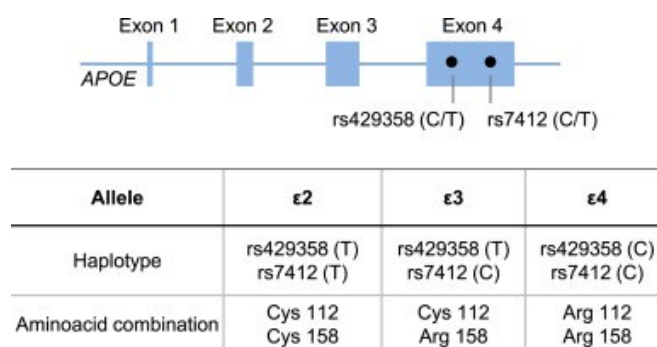 Exon 1 Exon 2 Exon 3 Exon 4
APOE
rs429358 (C/T) rs7412 (C/T)
Allele ε2 ε3 ε4
Haplotype rs429358 (T) rs429358 (T) rs429358 (C)
rs7412 (T) rs7412 (C) rs7412 (C)
Aminoacid combination Cys 112 Cys 112 Arg 112
Cys 158 Arg 158 Arg 158